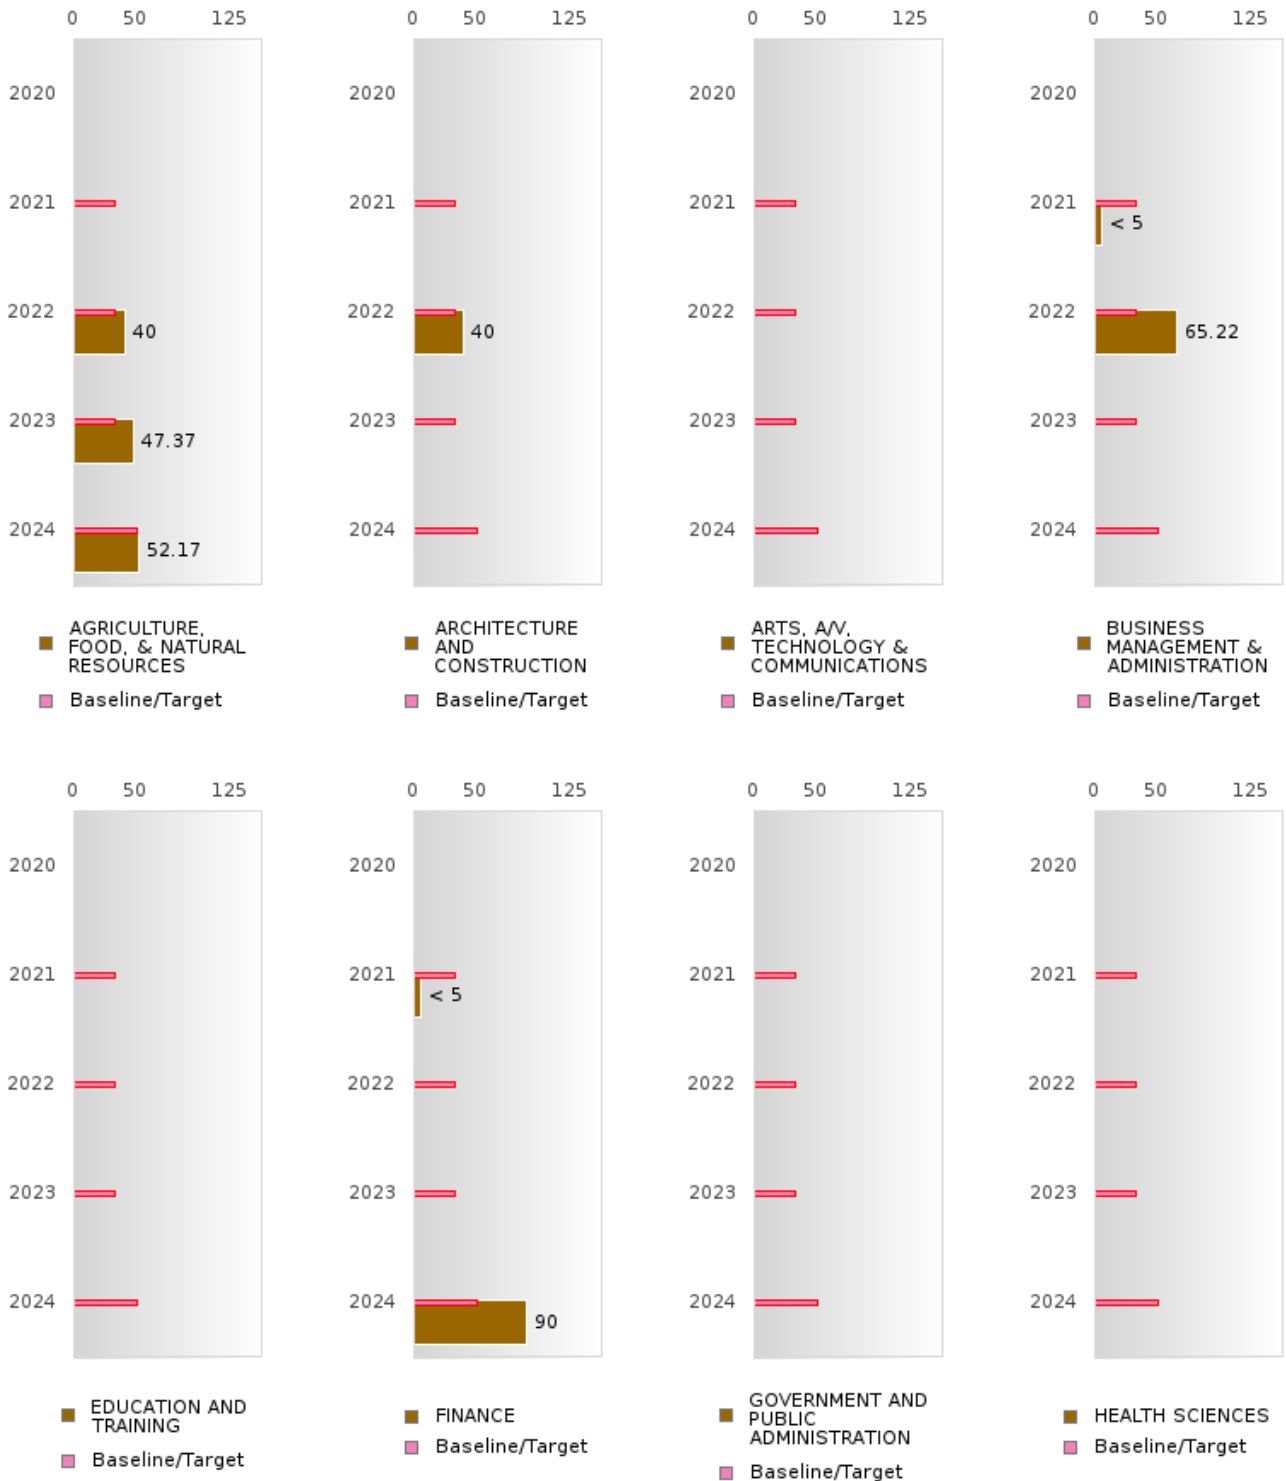 0 50 125 0 50 125 0 50 125 0 50 125
2020 2020 2020 2020
2021 2021 2021 2021
< 5
2022 2022 2022 2022
40 40 65.22
2023 2023 2023 2023
47.37
2024 2024 2024 2024
52.17
AGRICULTURE,
FOOD, & NATURAL
RESOURCES
Baseline/Target
ARCHITECTURE
AND
CONSTRUCTION
Baseline/Target
ARTS, A/V,
TECHNOLOGY &
COMMUNICATIONS
Baseline/Target
BUSINESS
MANAGEMENT &
ADMINISTRATION
Baseline/Target
0 50 125 0 50 125 0 50 125 0 50 125
2020 2020 2020 2020
2021 2021 2021 2021
< 5
2022 2022 2022 2022
2023 2023 2023 2023
2024 2024 2024 2024
90
EDUCATION AND
TRAINING
Baseline/Target
FINANCE
Baseline/Target
GOVERNMENT AND
PUBLIC
ADMINISTRATION
Baseline/Target
HEALTH SCIENCES
Baseline/Target